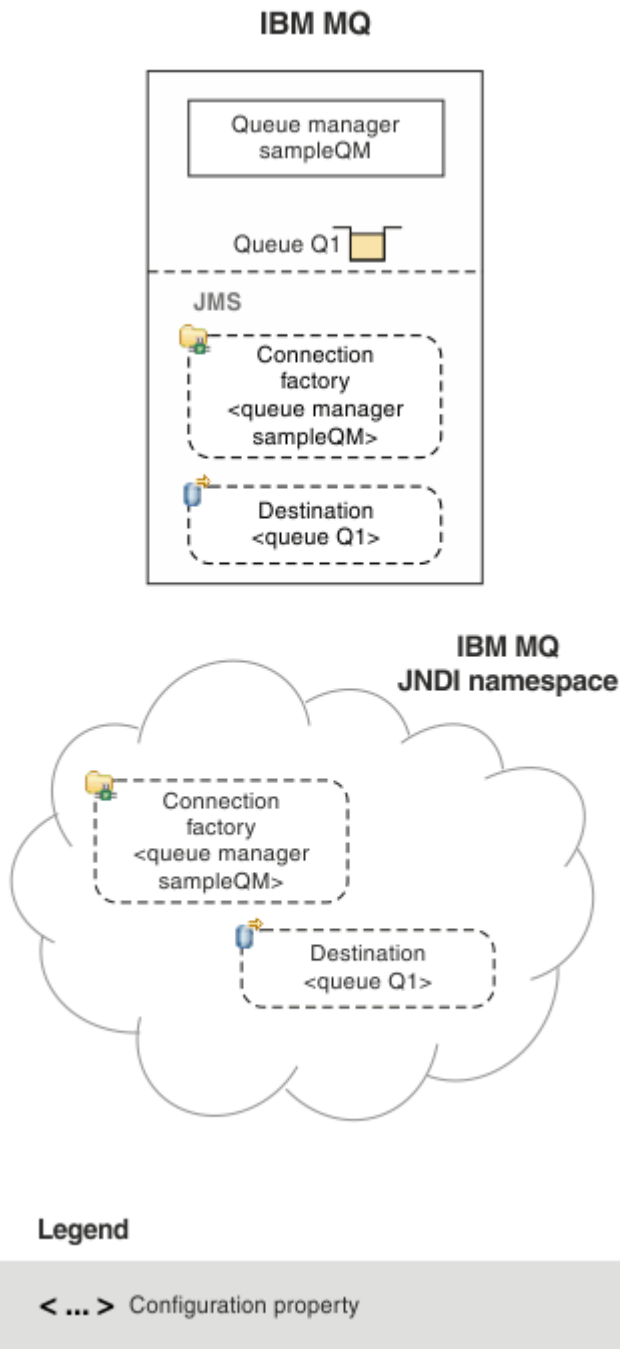 IBM MQ
Queue manager
sampleQM
Queue Q1
JMS
Connection
factory
<queue manager
sampleQM>
Destination
<queue Q1>
IBM MQ
JNDI namespace
Connection
factory
<queue manager
sampleQM>
Destination
<queue Q1>
Legend
< ... > Configuration property